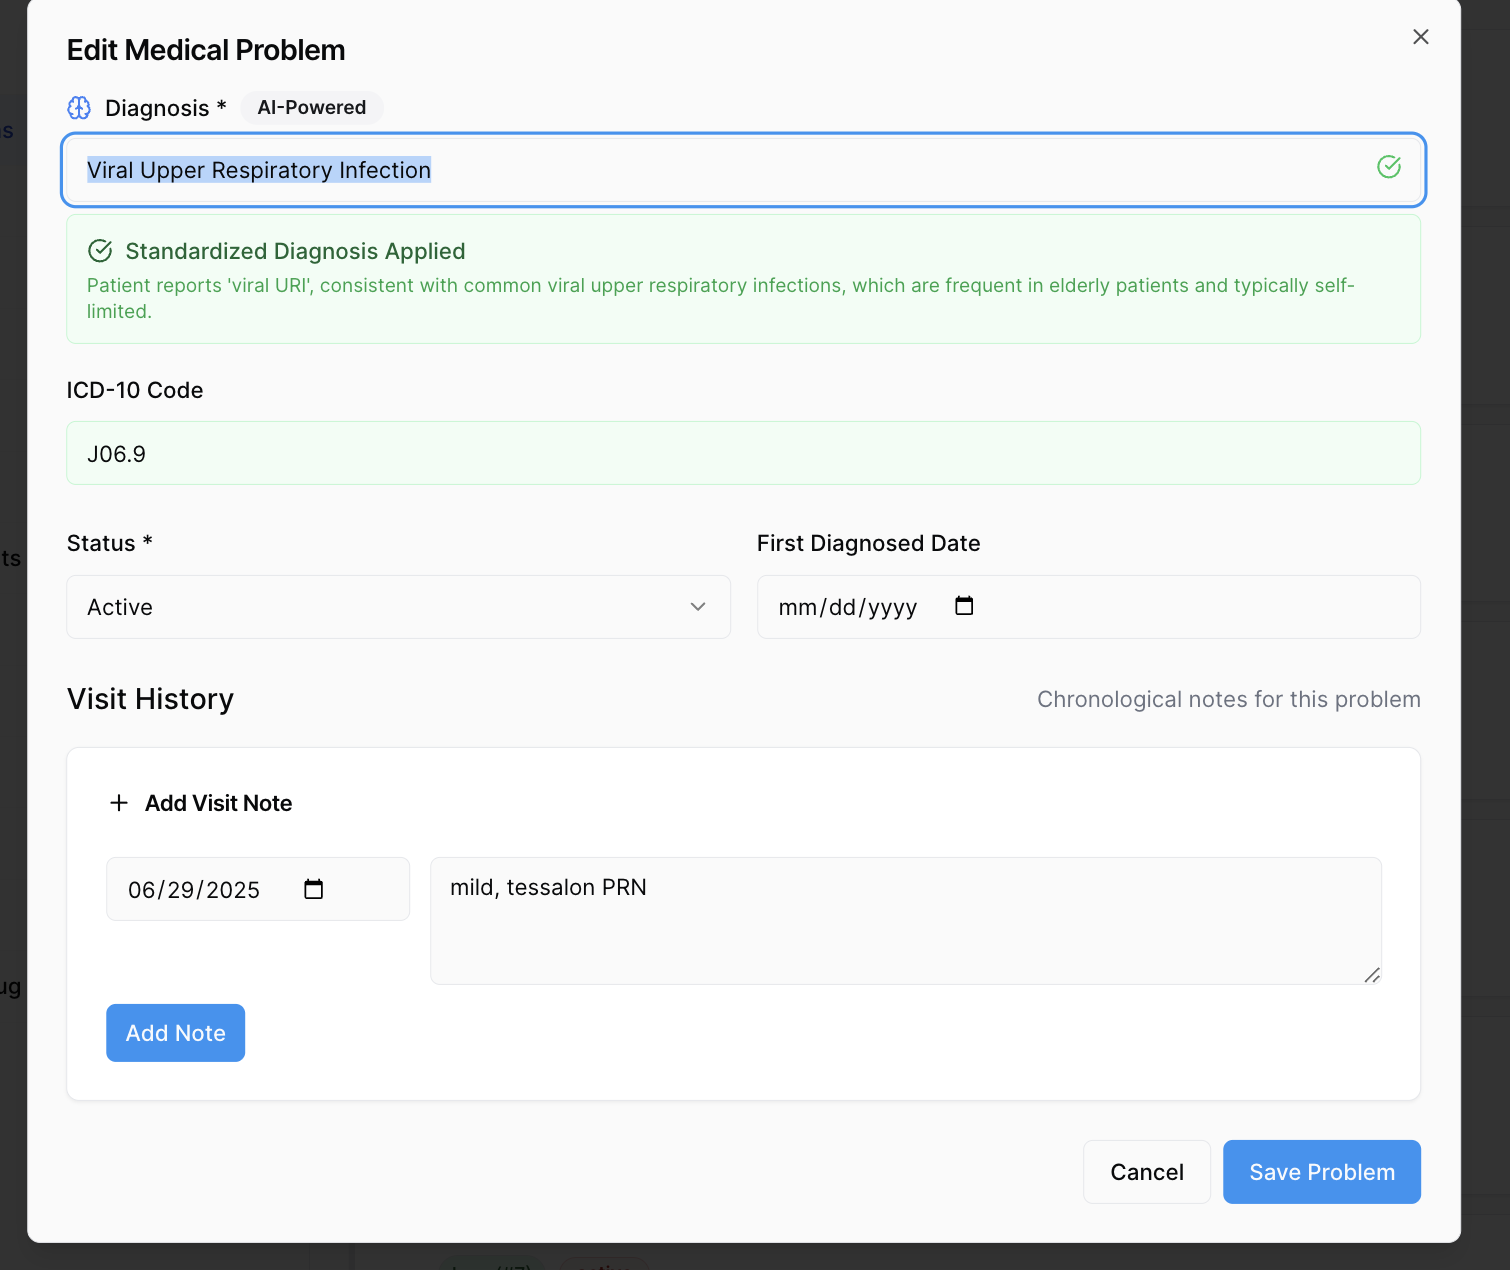 Edit Medical Problem
Diagnosis *
AI-Powered
Viral Upper Respiratory Infection
Standardized Diagnosis Applied
Patient reports 'viral URI', consistent with common viral upper respiratory infections, which are frequent in elderly patients and typically self-
limited.
ICD-10 Code
J06.9
Status *
First Diagnosed Date
Active
mm/dd/yyyy
Visit History
Chronological notes for this problem
Add Visit Note
06/29/2025
mild, tessalon PRN
Add Note
Cancel
Save Problem